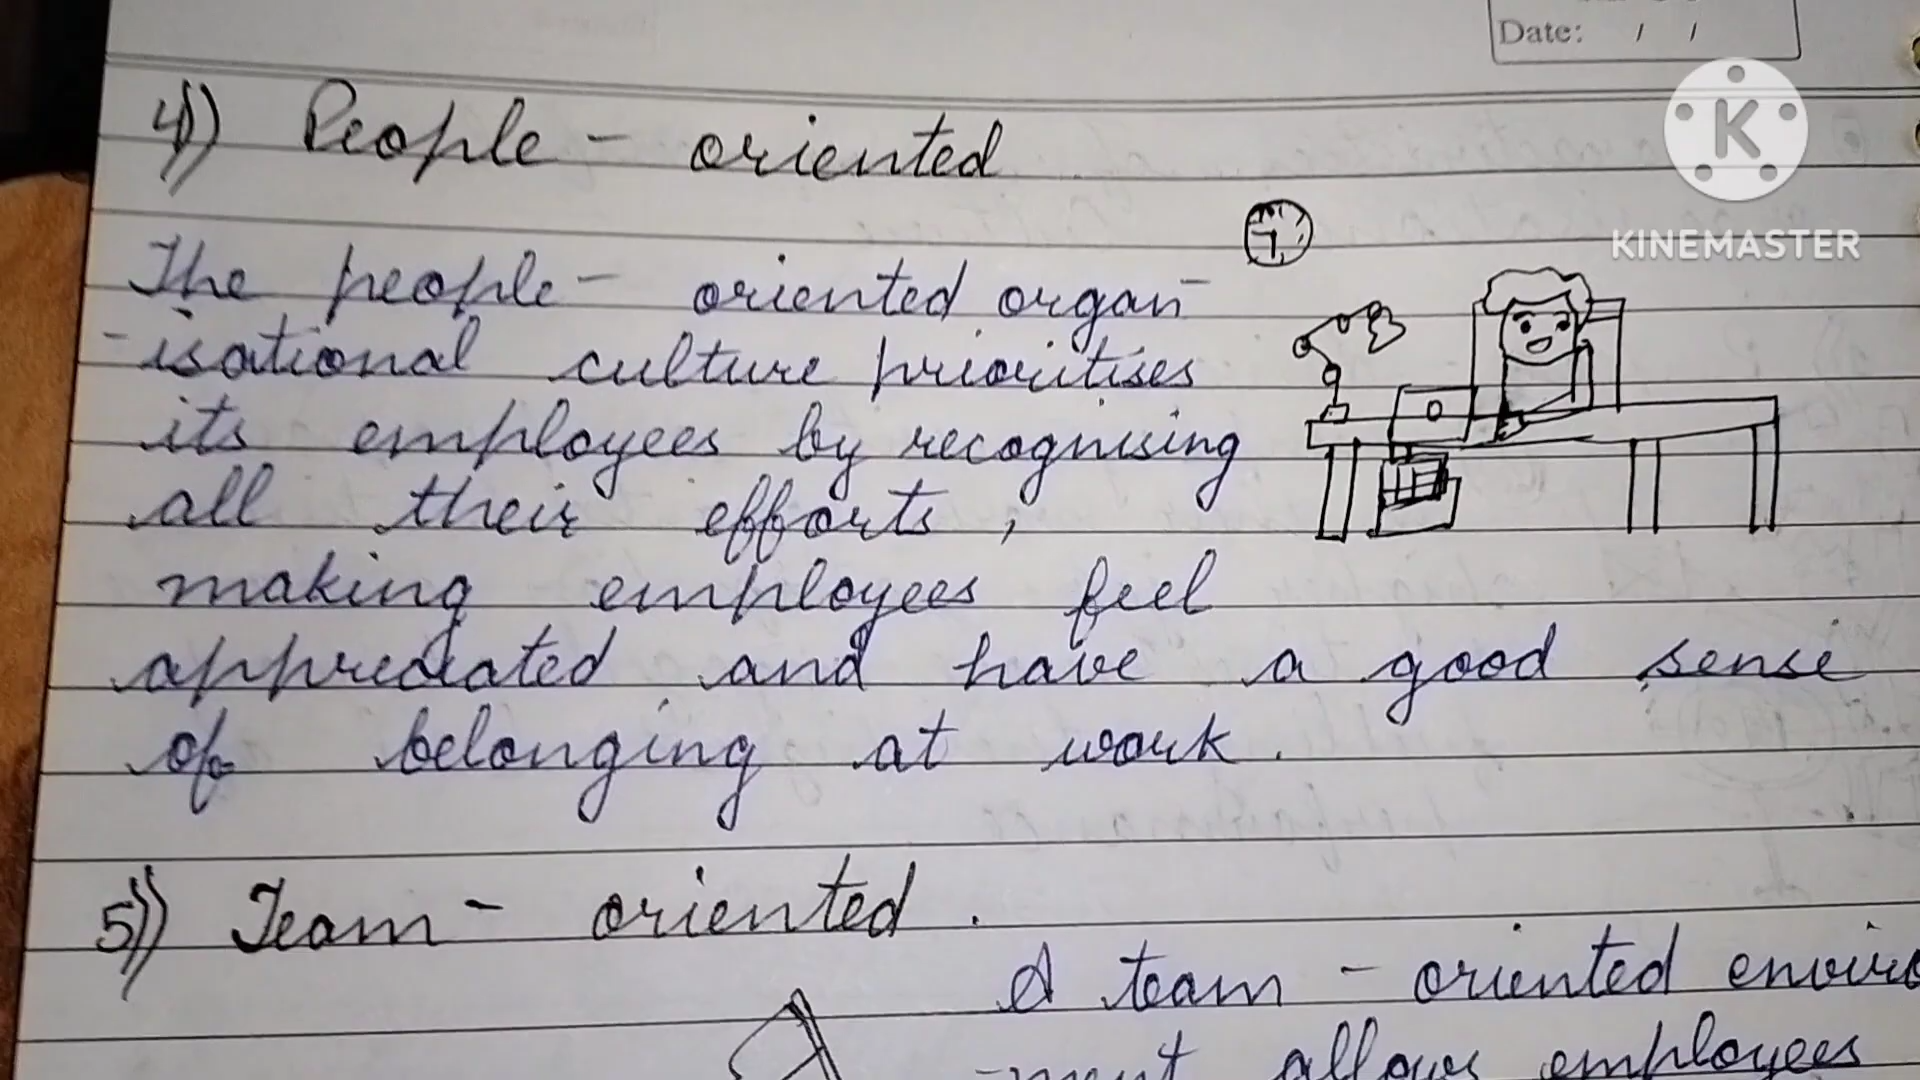 Date: / /
K
KINEMASTER
4)) People - oriented
The people - oriented organ-
-isational culture prioritises
its employees by recognising
all their efforts,
making employees feel
appreciated and have a good sense
of belonging at work.
5)) Team - oriented.
A team - oriented enviro
-ment allows employees